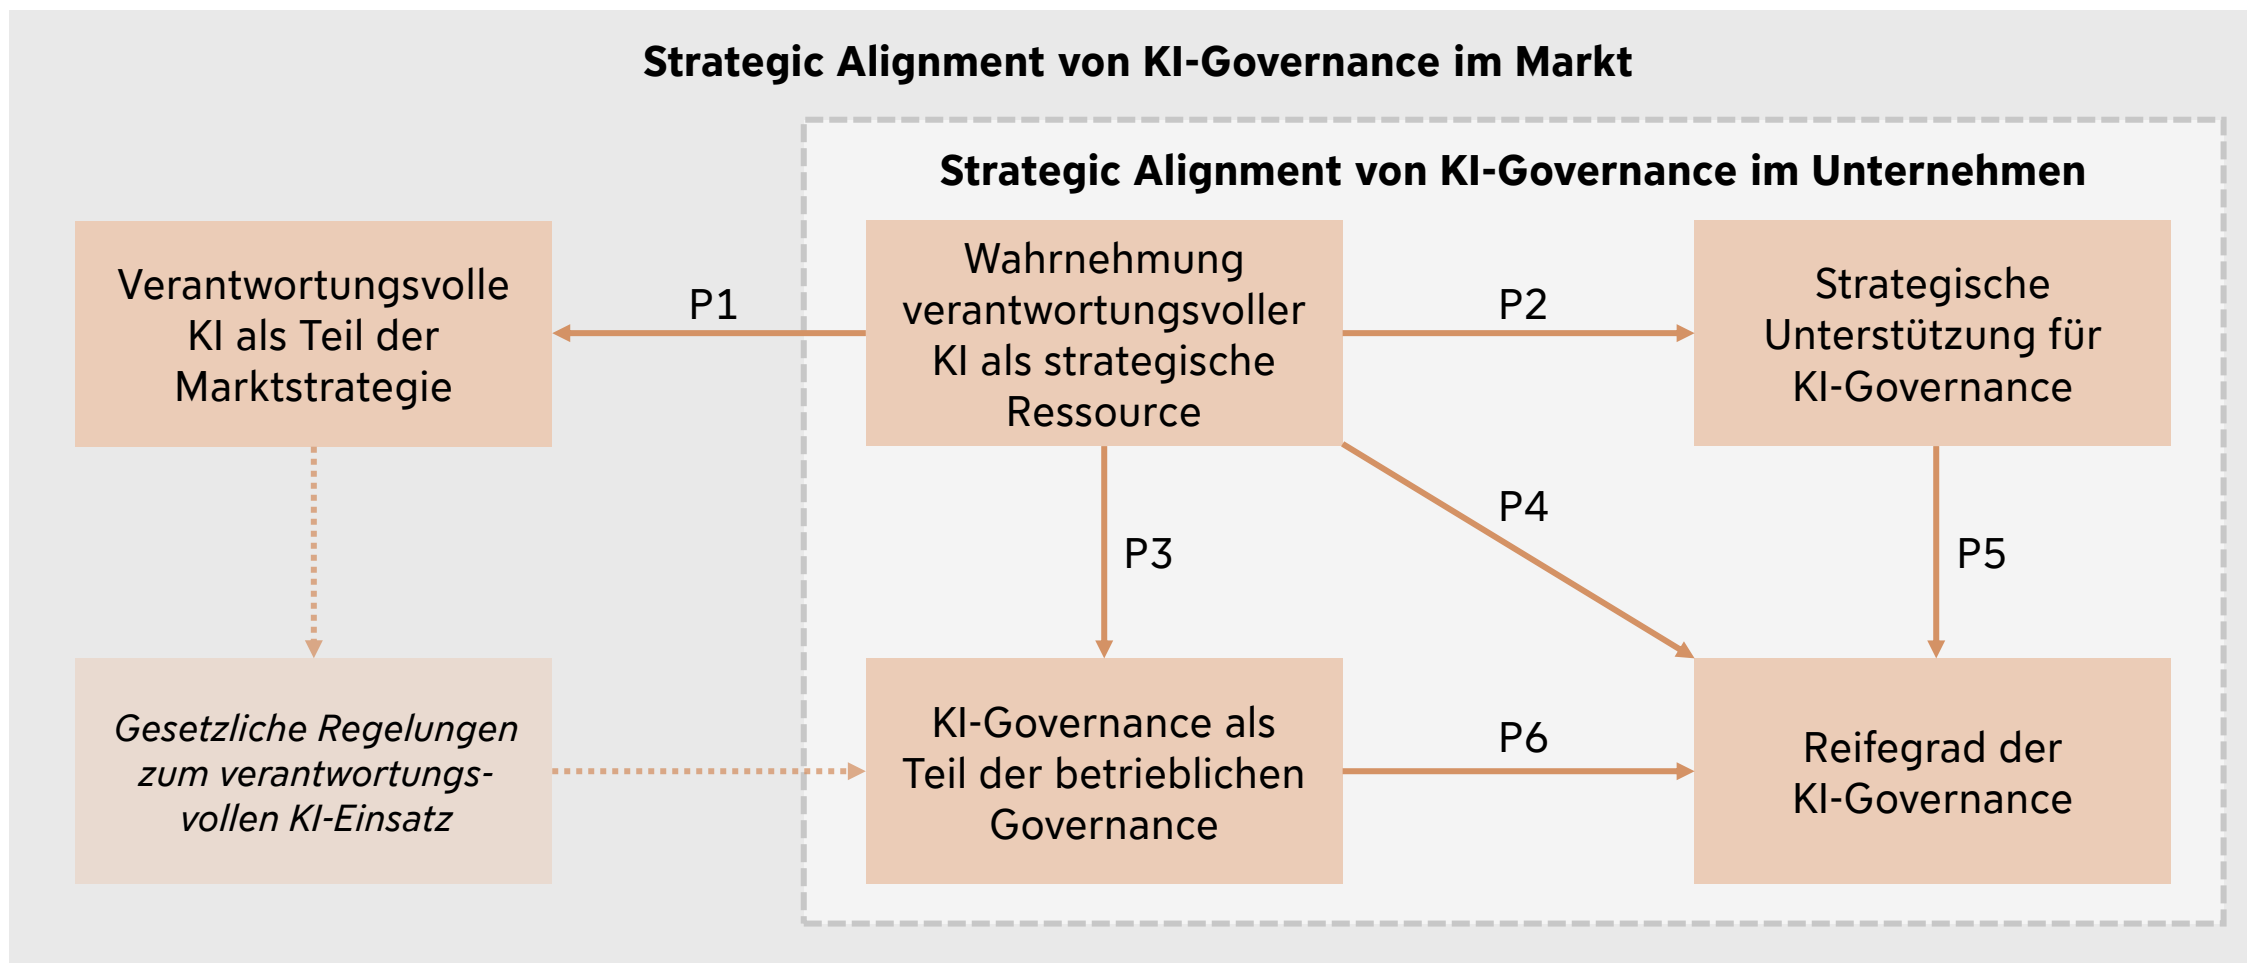 Strategic Alignment von KI-Governance im Markt
Strategic Alignment von KI-Governance im Unternehmen
Verantwortungsvolle
KI als Teil der
Marktstrategie
P1
Wahrnehmung
verantwortungsvoller
KI als strategische
Ressource
P2
Strategische
Unterstützung für
KI-Governance
P3
P4
P5
Gesetzliche Regelungen
zum verantwortungs-
vollen KI-Einsatz
KI-Governance als
Teil der betrieblichen
Governance
P6
Reifegrad der
KI-Governance